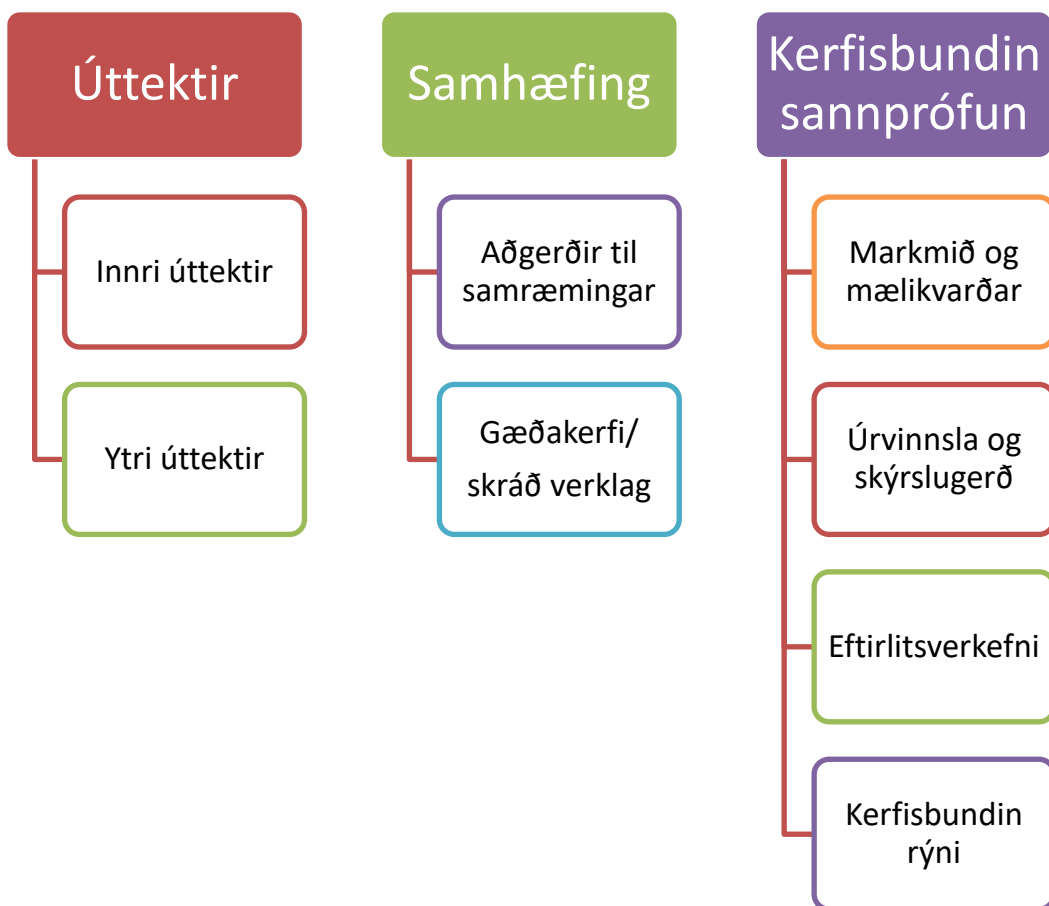 Úttektir
Innri úttektir
Ytri úttektir
Samhæfing
Aðgerðir til
samræmingar
Gæðakerfi/
skráð verklag
Kerfisbundin
sannprófun
Markmið og
mælikvarðar
Úrvinnsla og
skýrslugerð
Eftirlitsverkefni
Kerfisbundin
rýni